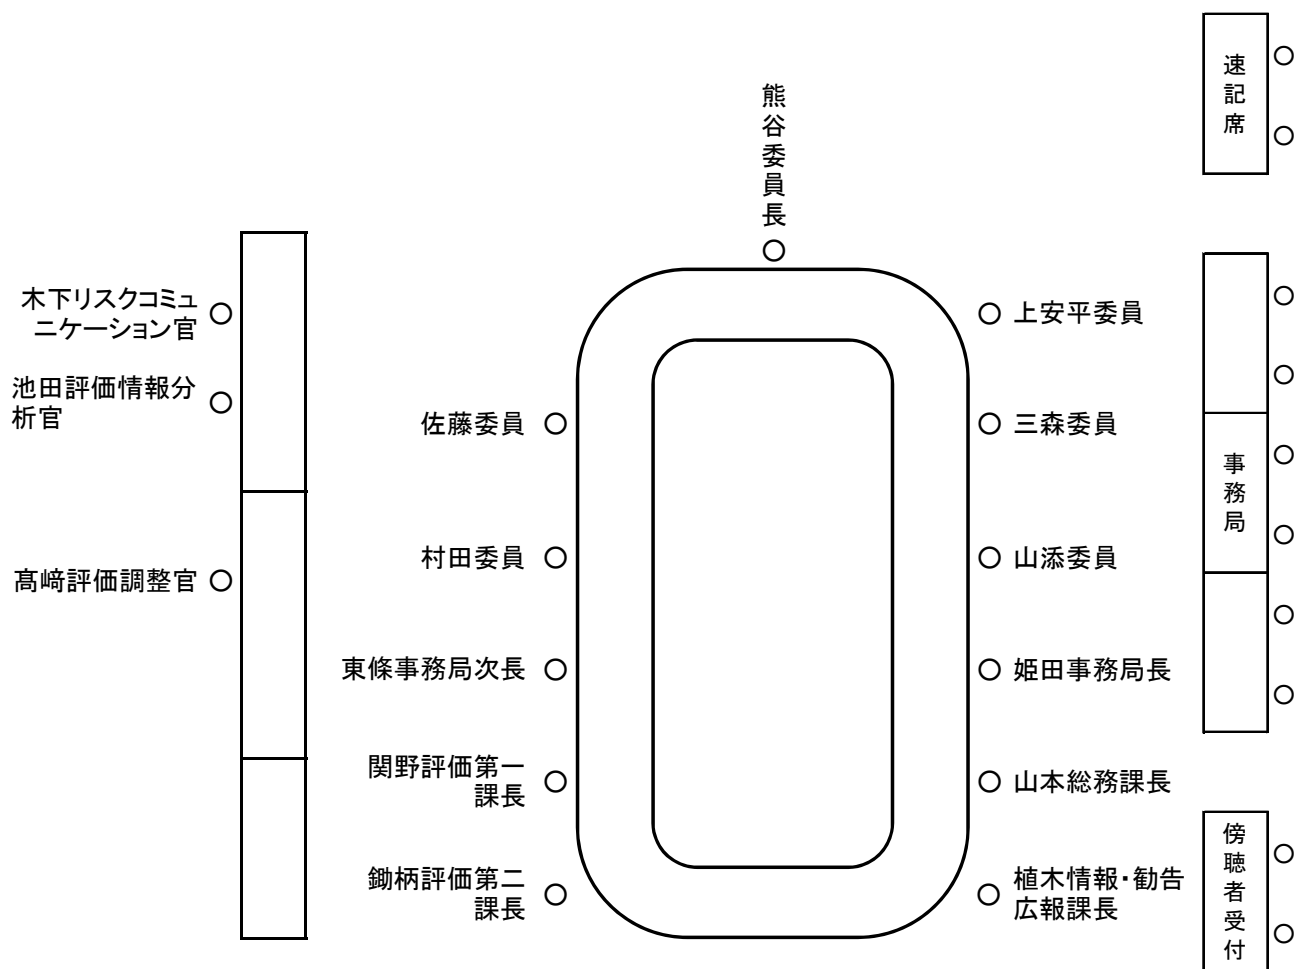 速記席
熊谷委員長
木下リスクコミュ
ニケーション官
池田評価情報分
析官
髙﨑評価調整官
佐藤委員
村田委員
東條事務局次長
関野評価第一
課長
鋤柄評価第二
課長
上安平委員
三森委員
山添委員
姫田事務局長
山本総務課長
植木情報・勧告
広報課長
事務局
傍聴者受付